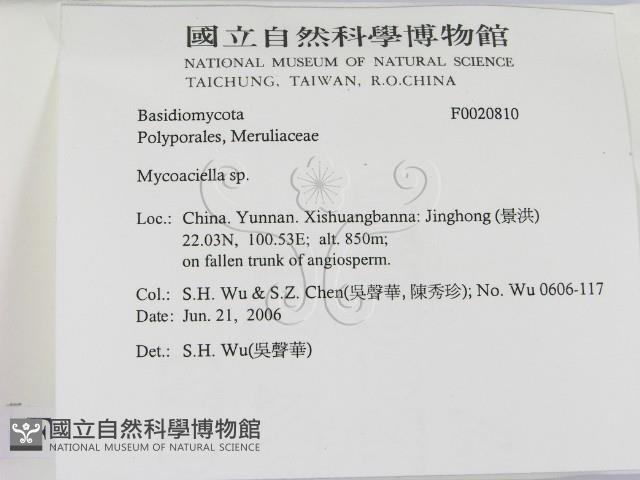 國立自然科學博物館
NATIONAL MUSEUM OF NATURAL SCIENCE
TAICHUNG, TAIWAN, R.O.CHINA
Basidiomycota F0020810
Polyporales, Meruliaceae
Mycoaciella sp.
Loc.: China. Yunnan. Xishuangbanna: Jinghong (景洪)
22.03N, 100.53E; alt. 850m;
on fallen trunk of angiosperm.
Col.: S.H. Wu & S.Z. Chen(吳聲華, 陳秀珍); No. Wu 0606-117
Date: Jun. 21, 2006
Det.: S.H. Wu(吳聲華)
國立自然科學博物館
NATIONAL MUSEUM OF NATURAL SCIENCE